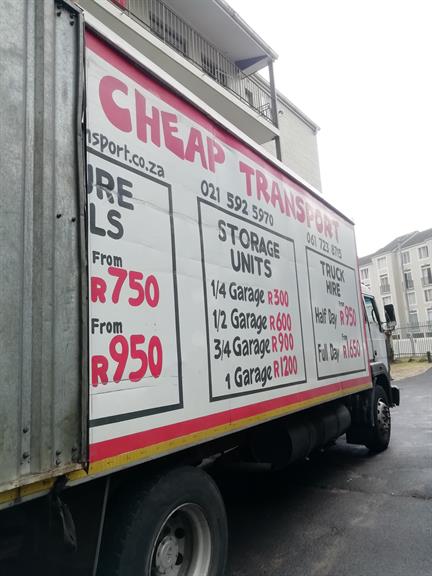 CHEAP TRANSPORT
nsport.co.za
021 592 5970
061 723 8715
URE
LS
From
R750
From
R950
STORAGE
UNITS
1/4 Garage R300
1/2 Garage R600
3/4 Garage R900
1 Garage R1200
TRUCK
HIRE
Half Day R950
Full Day R1650